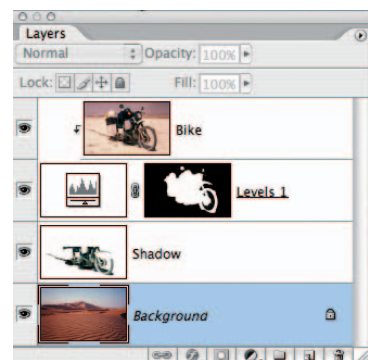 Layers
Normal Opacity: 100%
Lock: Fill: 100%
Bike
Levels 1
Shadow
Background